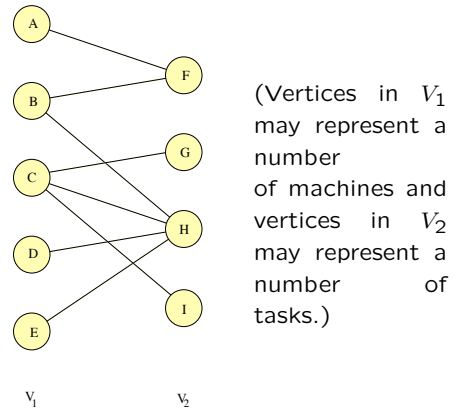 A
F
B
G
C
H
D
I
E
V1
V2
(Vertices in V1
may represent a
number
of machines and
vertices in V2
may represent a
number of
tasks.)